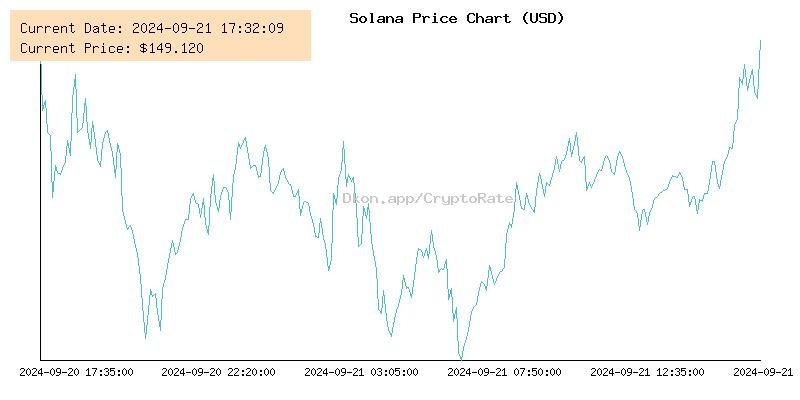 Solana Price Chart (USD)
Current Date: 2024-09-21 17:32:09
Current Price: $149.120
Dkon.app/CryptoRate
2024-09-20 17:35:00 2024-09-20 22:20:00 2024-09-21 03:05:00 2024-09-21 07:50:00 2024-09-21 12:35:00 2024-09-21